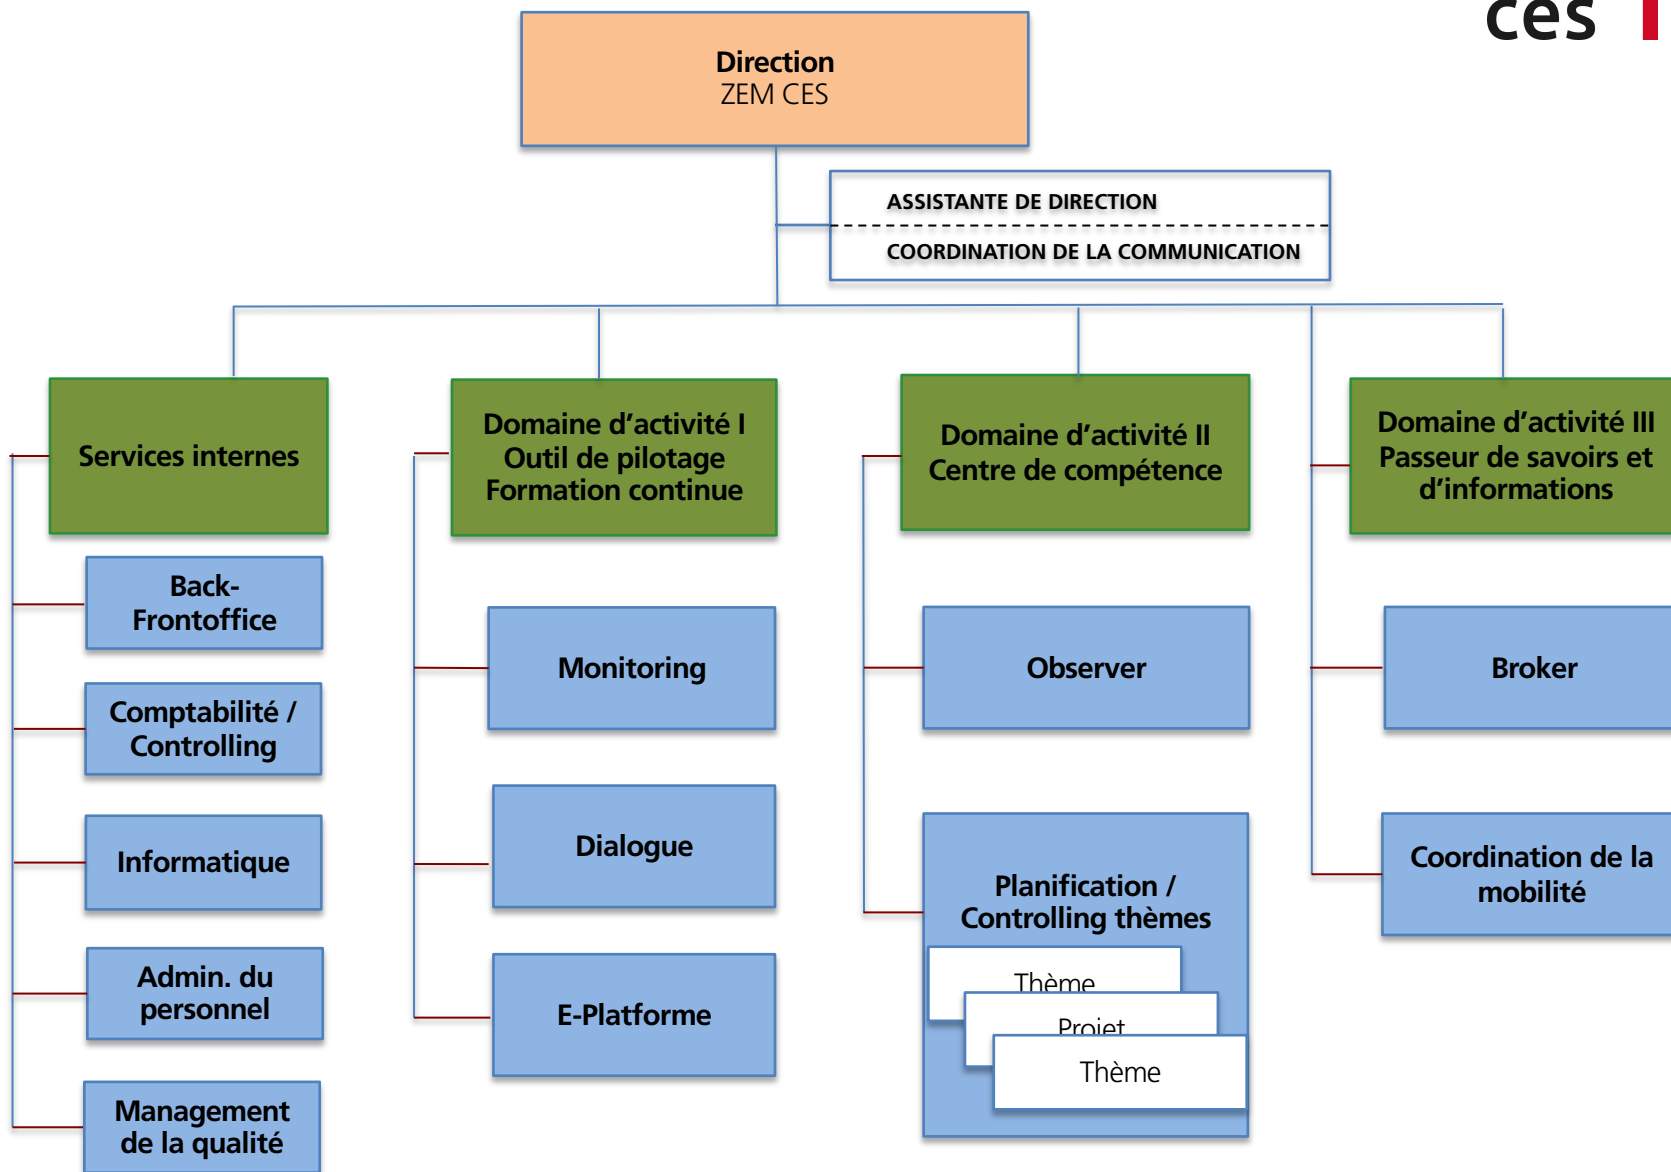 ces
Direction
ZEM CES
ASSISTANTE DE DIRECTION
COORDINATION DE LA COMMUNICATION
Services internes
Back-
Frontoffice
Comptabilité /
Controlling
Informatique
Admin. du
personnel
Management
de la qualité
Domaine d’activité I
Outil de pilotage
Formation continue
Monitoring
Dialogue
E-Platforme
Domaine d’activité II
Centre de compétence
Observer
Planification /
Controlling thèmes
Thème
Projet
Thème
Domaine d’activité III
Passeur de savoirs et
d’informations
Broker
Coordination de la
mobilité